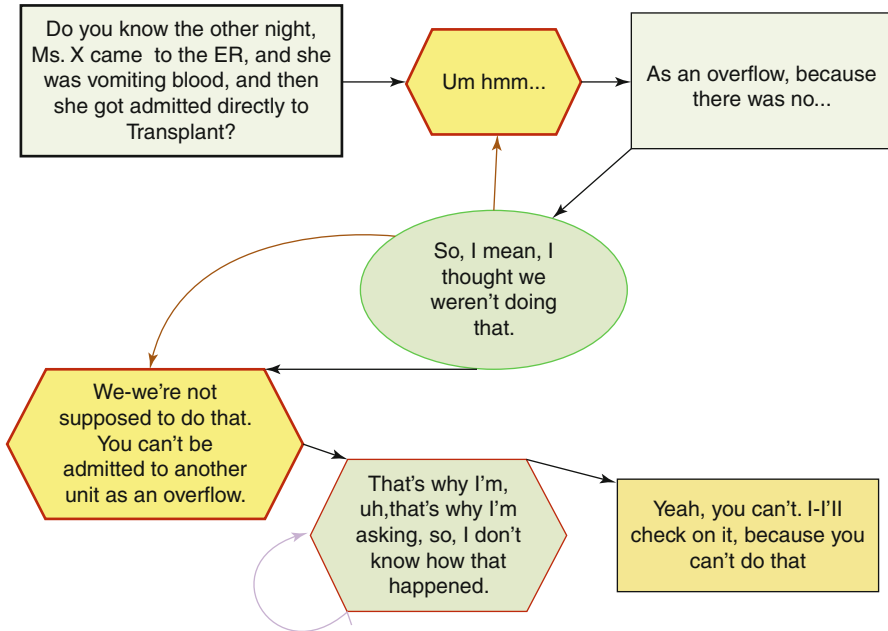 Do you know the other night,
Ms. X came to the ER, and she
was vomiting blood, and then
she got admitted directly to
Transplant?
Um hmm...
As an overflow, because
there was no...
So, I mean, I
thought we
weren't doing
that.
We-we're not
supposed to do that.
You can't be
admitted to another
unit as an overflow.
That's why I'm,
uh,that's why I'm
asking, so, I don't
know how that
happened.
Yeah, you can't. I-I'll
check on it, because you
can't do that